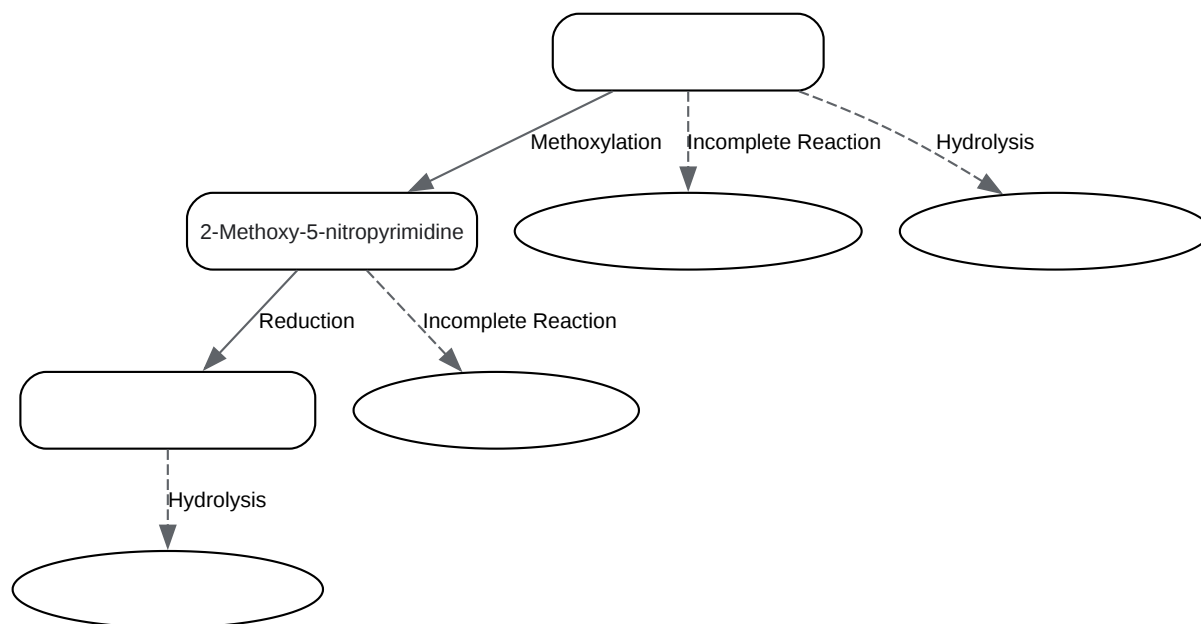 Methoxylation
Incomplete Reaction
Hydrolysis
2-Methoxy-5-nitropyrimidine
Reduction
Incomplete Reaction
Hydrolysis